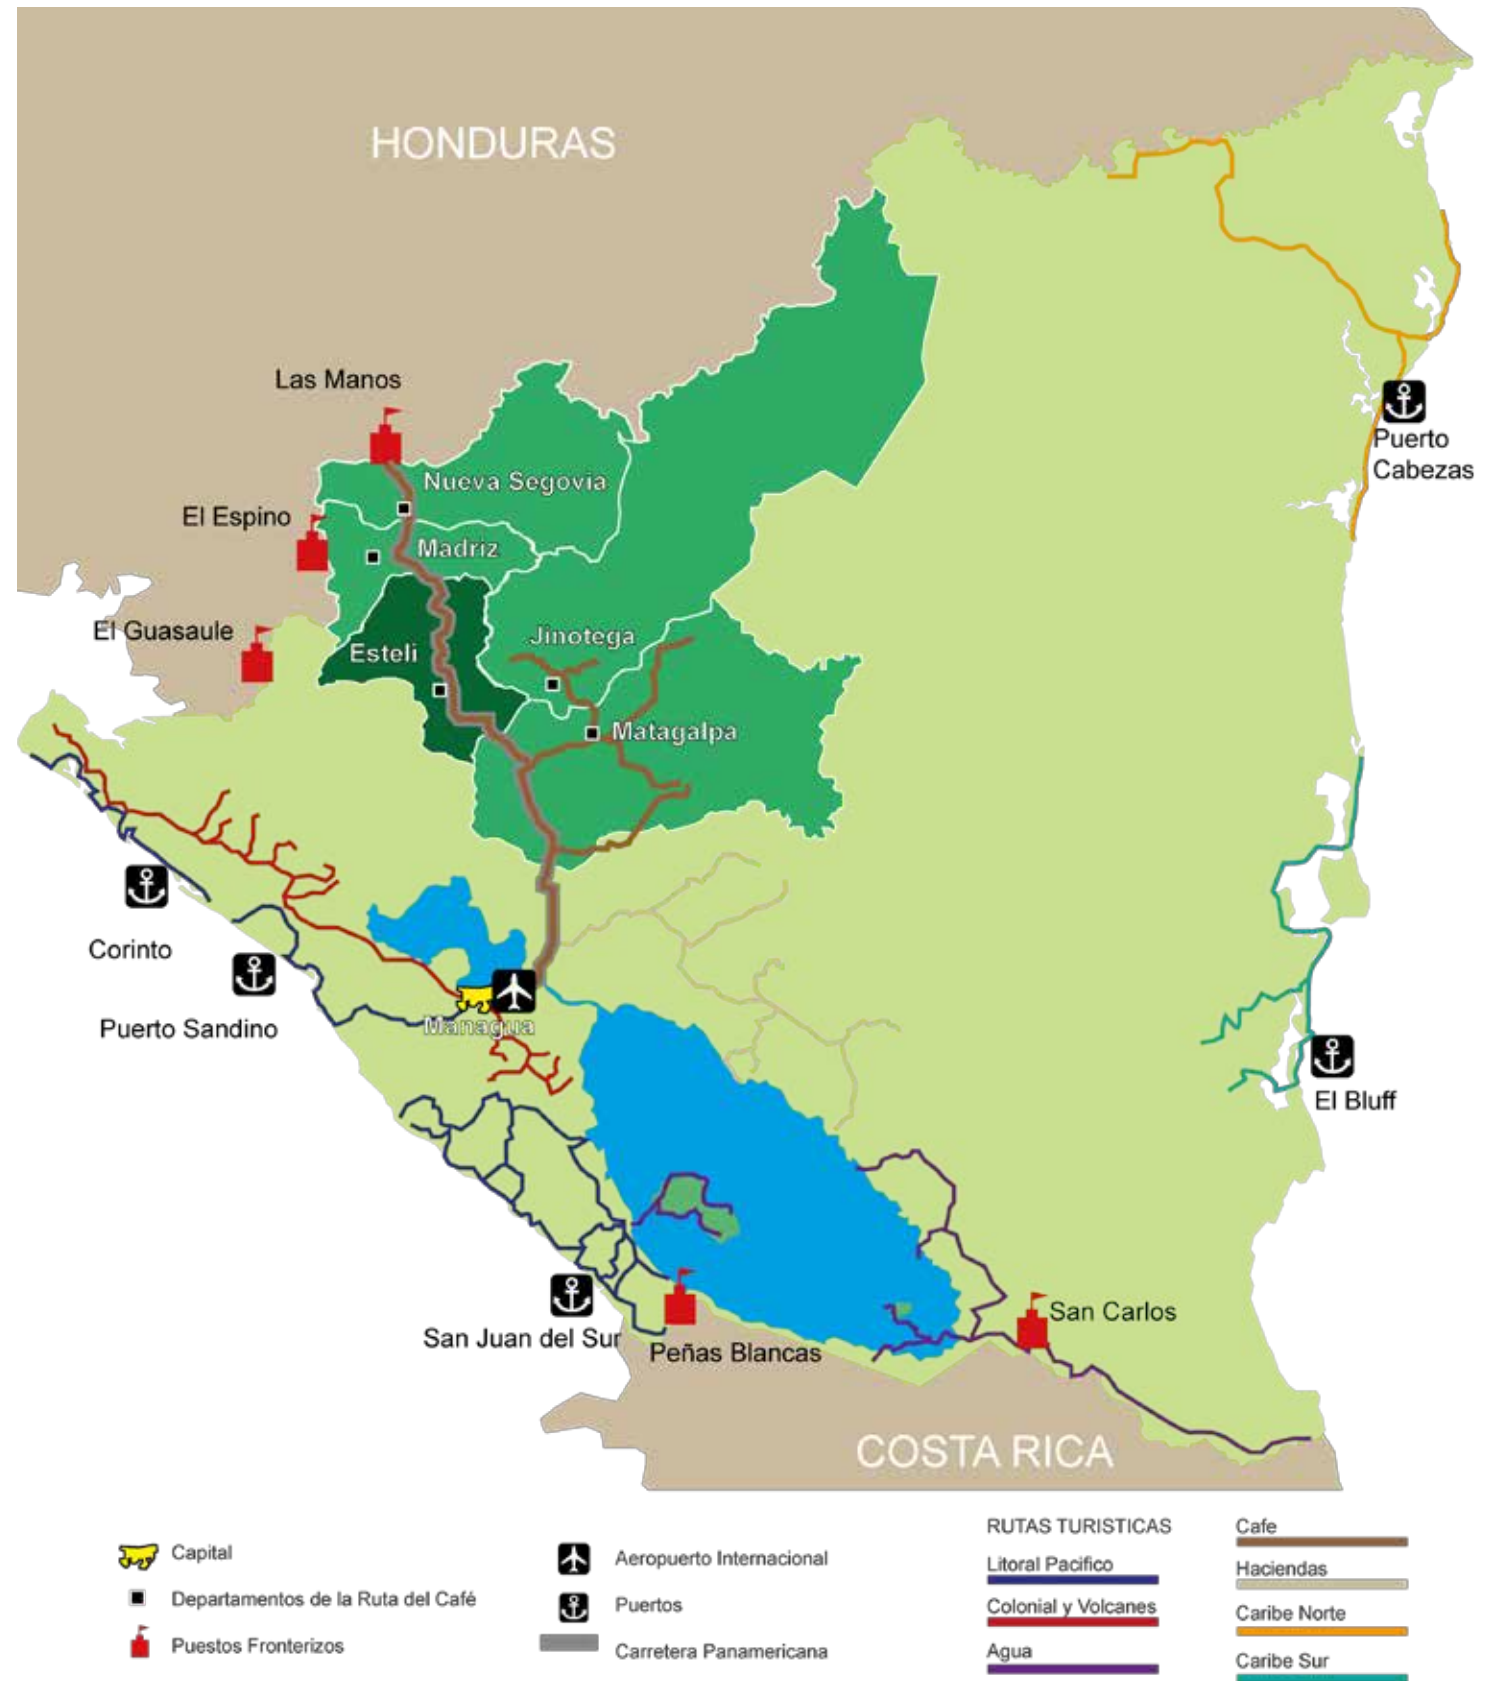 HONDURAS
Las Manos
Nueva Segovia
El Espino
Madriz
El Guasaule
Jinotega
Esteli
Matagalpa
Puerto
Cabezas
Corinto
Puerto Sandino
Managua
El Bluff
San Juan del Sur
Peñas Blancas
San Carlos
COSTA RICA
Capital
Departamentos de la Ruta del Café
Puestos Fronterizos
Aeropuerto Internacional
Puertos
Carretera Panamericana
RUTAS TURISTICAS
Litoral Pacifico
Colonial y Volcanes
Agua
Cafe
Haciendas
Caribe Norte
Caribe Sur